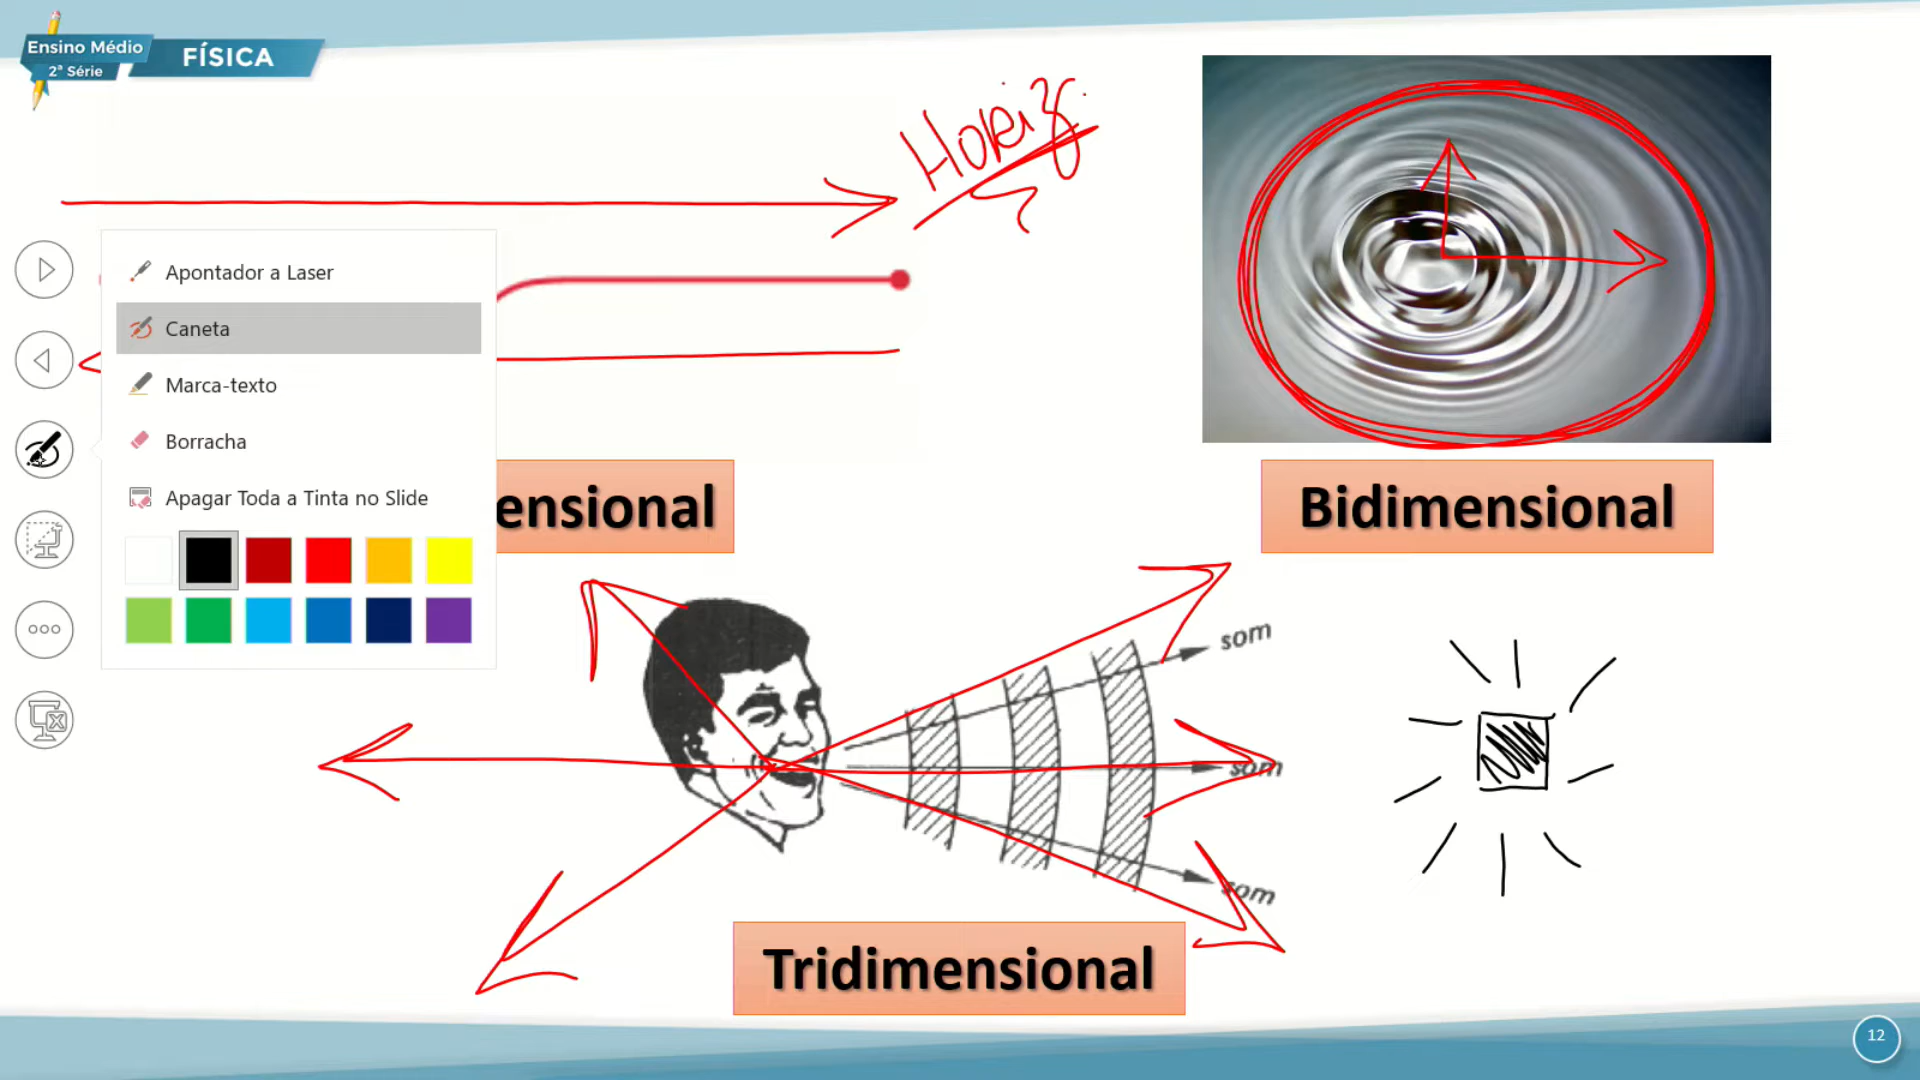 Ensino Médio
2ª Série
FÍSICA
Horiz.
Apontador a Laser
Caneta
Marca-texto
Borracha
Apagar Toda a Tinta no Slide
ensional
Bidimensional
som
som
som
Tridimensional
12